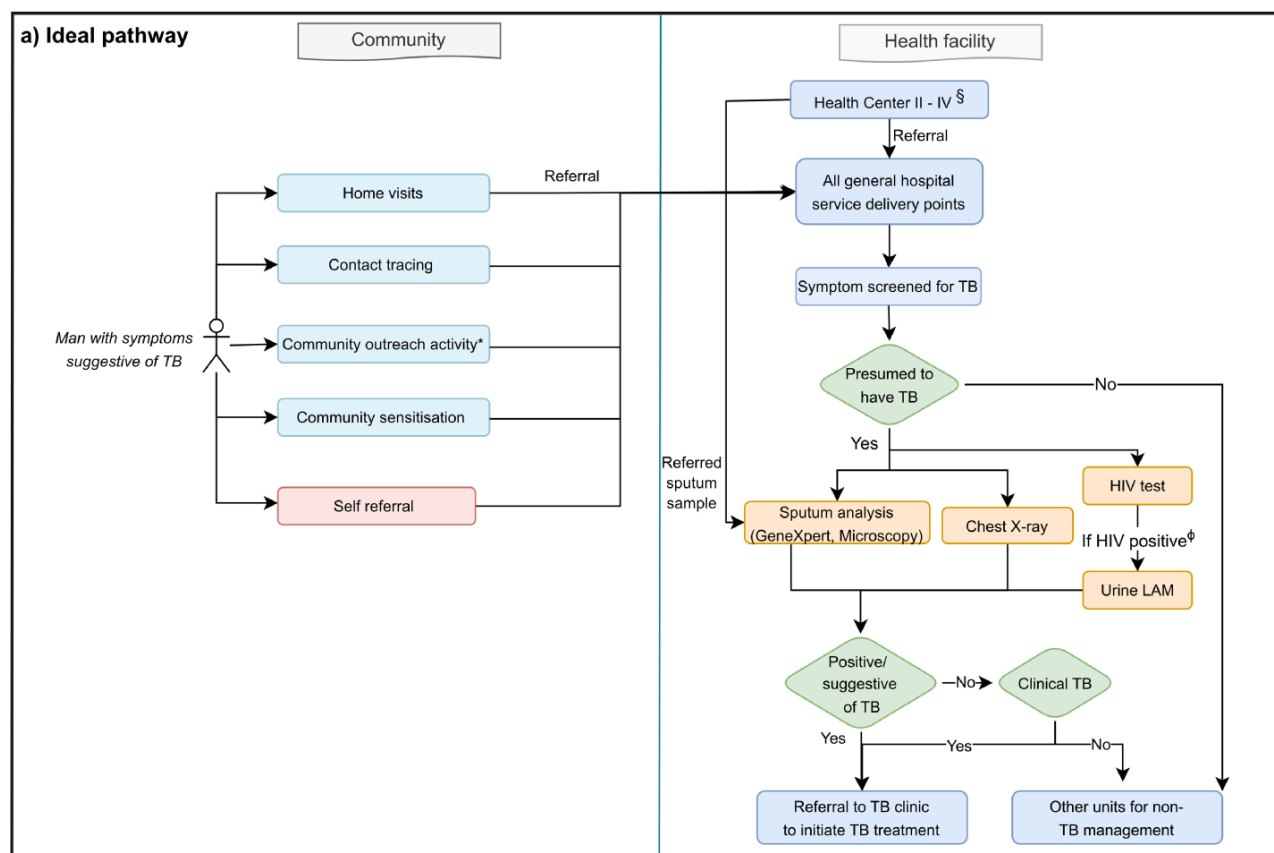 a) Ideal pathway
Community
Health facility
Health Center II - IV §
Referral
All general hospital
service delivery points
Home visits
Referral
Contact tracing
Symptom screened for TB
Man with symptoms
suggestive of TB
Community outreach activity*
Presumed to
have TB
No
Community sensitisation
Yes
Referred
sputum
sample
HIV test
Self referral
Sputum analysis
(GeneXpert, Microscopy)
Chest X-ray
If HIV positiveϕ
Urine LAM
Positive/
suggestive
of TB
No
Clinical TB
Yes
Yes
No
Referral to TB clinic
to initiate TB treatment
Other units for non-
TB management